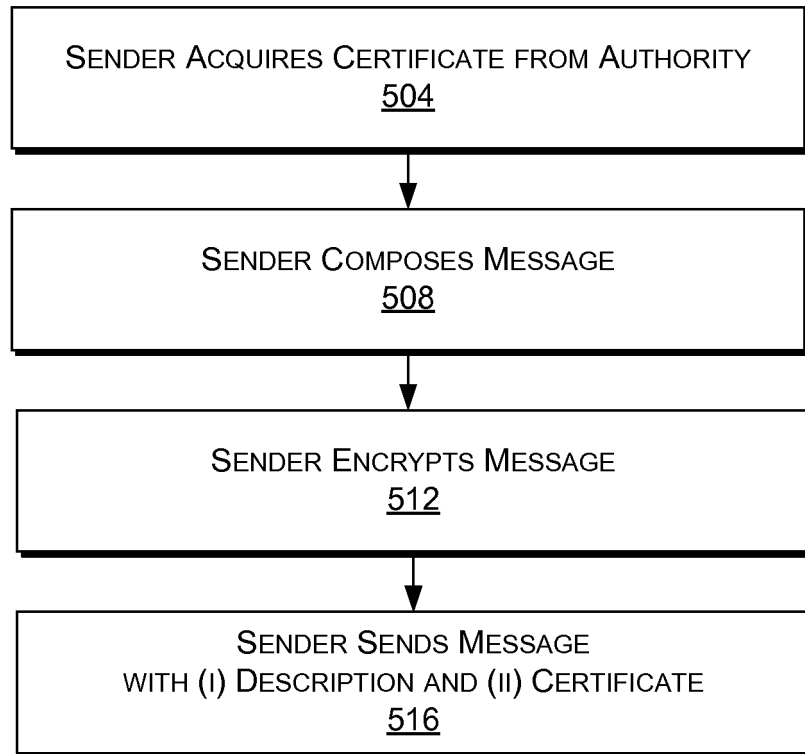 SENDER ACQUIRES CERTIFICATE FROM AUTHORITY
504
SENDER COMPOSES MESSAGE
508
SENDER ENCRYPTS MESSAGE
512
SENDER SENDS MESSAGE
WITH (I) DESCRIPTION AND (II) CERTIFICATE
516